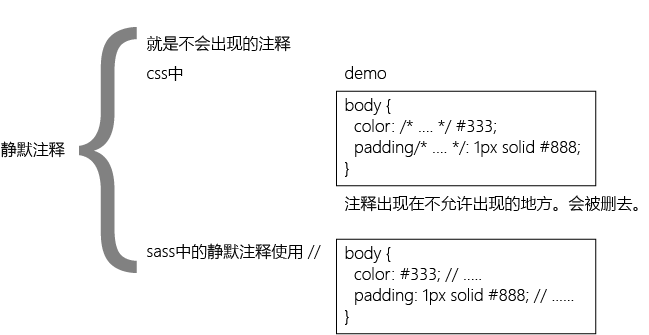 静默注释
就是不会出现的注释
css中
demo
body {
color: /* .... */ #333;
padding/* .... */: 1px solid #888;
}
注释出现在不允许出现的地方。会被删去。
sass中的静默注释使用 //
body {
color: #333; // .....
padding: 1px solid #888; // ......
}